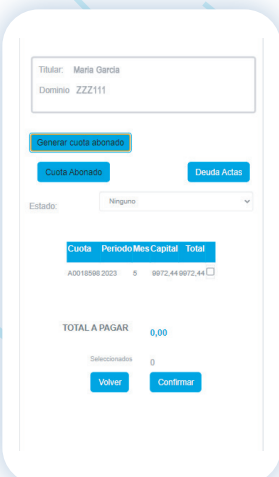 Titular: Maria Garcia
Dominio ZZZ111
Generar cuota abonado
Cuota Abonado Deuda Actas
Estado: Ninguno
Cuota Periodo Mes Capital Total
A0018598 2023 5 9972,44 9972,44
TOTAL A PAGAR 0,00
Seleccionados 0
Volver Confirmar